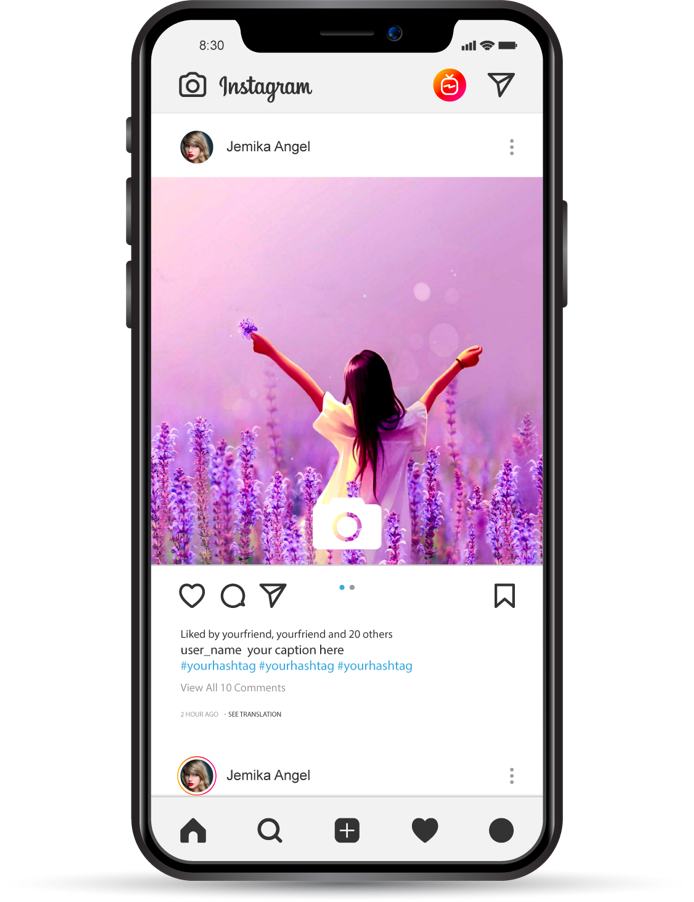 8:30
Instagram
Jemika Angel
Liked by yourfriend, yourfriend and 20 others
user_name your caption here
#yourhashtag #yourhashtag #yourhashtag
View All 10 Comments
2 HOUR AGO - SEE TRANSLATION
Jemika Angel